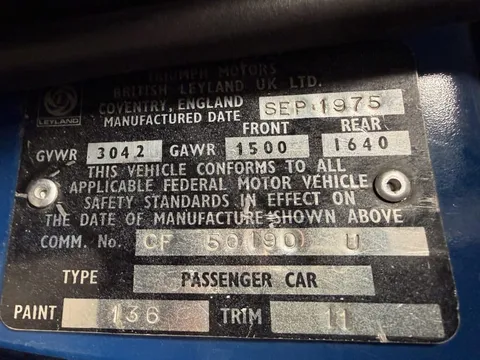 TRIUMPH MOTORS
BRITISH LEYLAND UK LTD.
COVENTRY, ENGLAND
MANUFACTURED DATE SEP 1975
LEYLAND
FRONT REAR
GVWR 3042 GAWR 1500 1640
THIS VEHICLE CONFORMS TO ALL
APPLICABLE FEDERAL MOTOR VEHICLE
SAFETY STANDARDS IN EFFECT ON
THE DATE OF MANUFACTURE SHOWN ABOVE
COMM. No. CF 50190 U
TYPE PASSENGER CAR
PAINT 136 TRIM 11